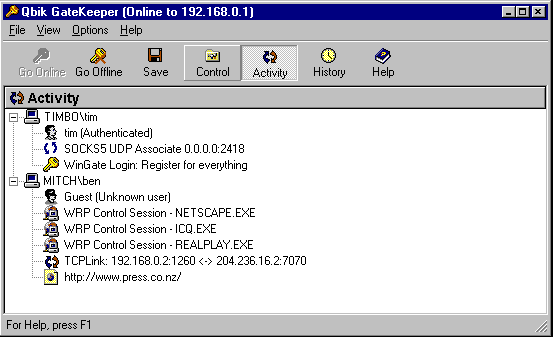 Qbik GateKeeper (Online to 192.168.0.1)
File View Options Help
Go Online Go Offline Save Control Activity History Help
Activity
TIMBO\tim
tim (Authenticated)
SOCKS5 UDP Associate 0.0.0.0:2418
WinGate Login: Register for everything
MITCH\ben
Guest (Unknown user)
WRP Control Session - NETSCAPE.EXE
WRP Control Session - ICQ.EXE
WRP Control Session - REALPLAY.EXE
TCPLink: 192.168.0.2:1260 <-> 204.236.16.2:7070
http://www.press.co.nz/
For Help, press F1